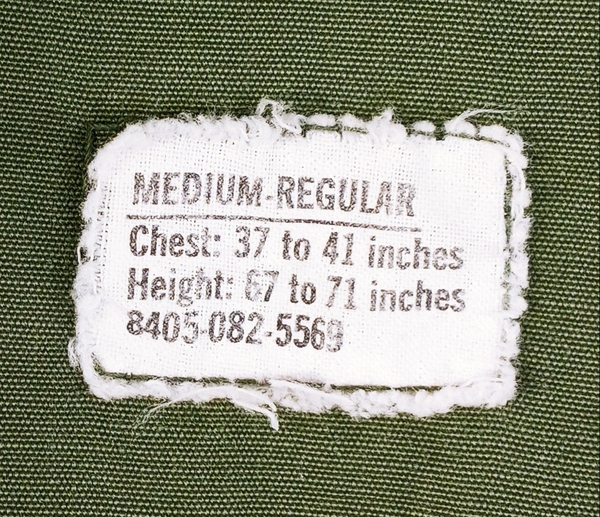 MEDIUM-REGULAR
Chest: 37 to 41 inches
Height: 67 to 71 inches
8405-082-5569